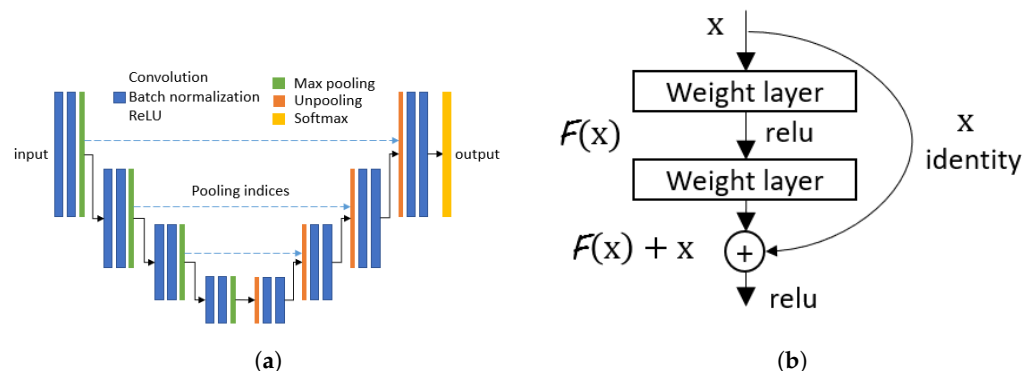 Convolution
Batch normalization
ReLU
Max pooling
Unpooling
Softmax
input
output
Pooling indices
(a)
x
Weight layer
F(x)
relu
x
identity
Weight layer
F(x) + x
+
relu
(b)